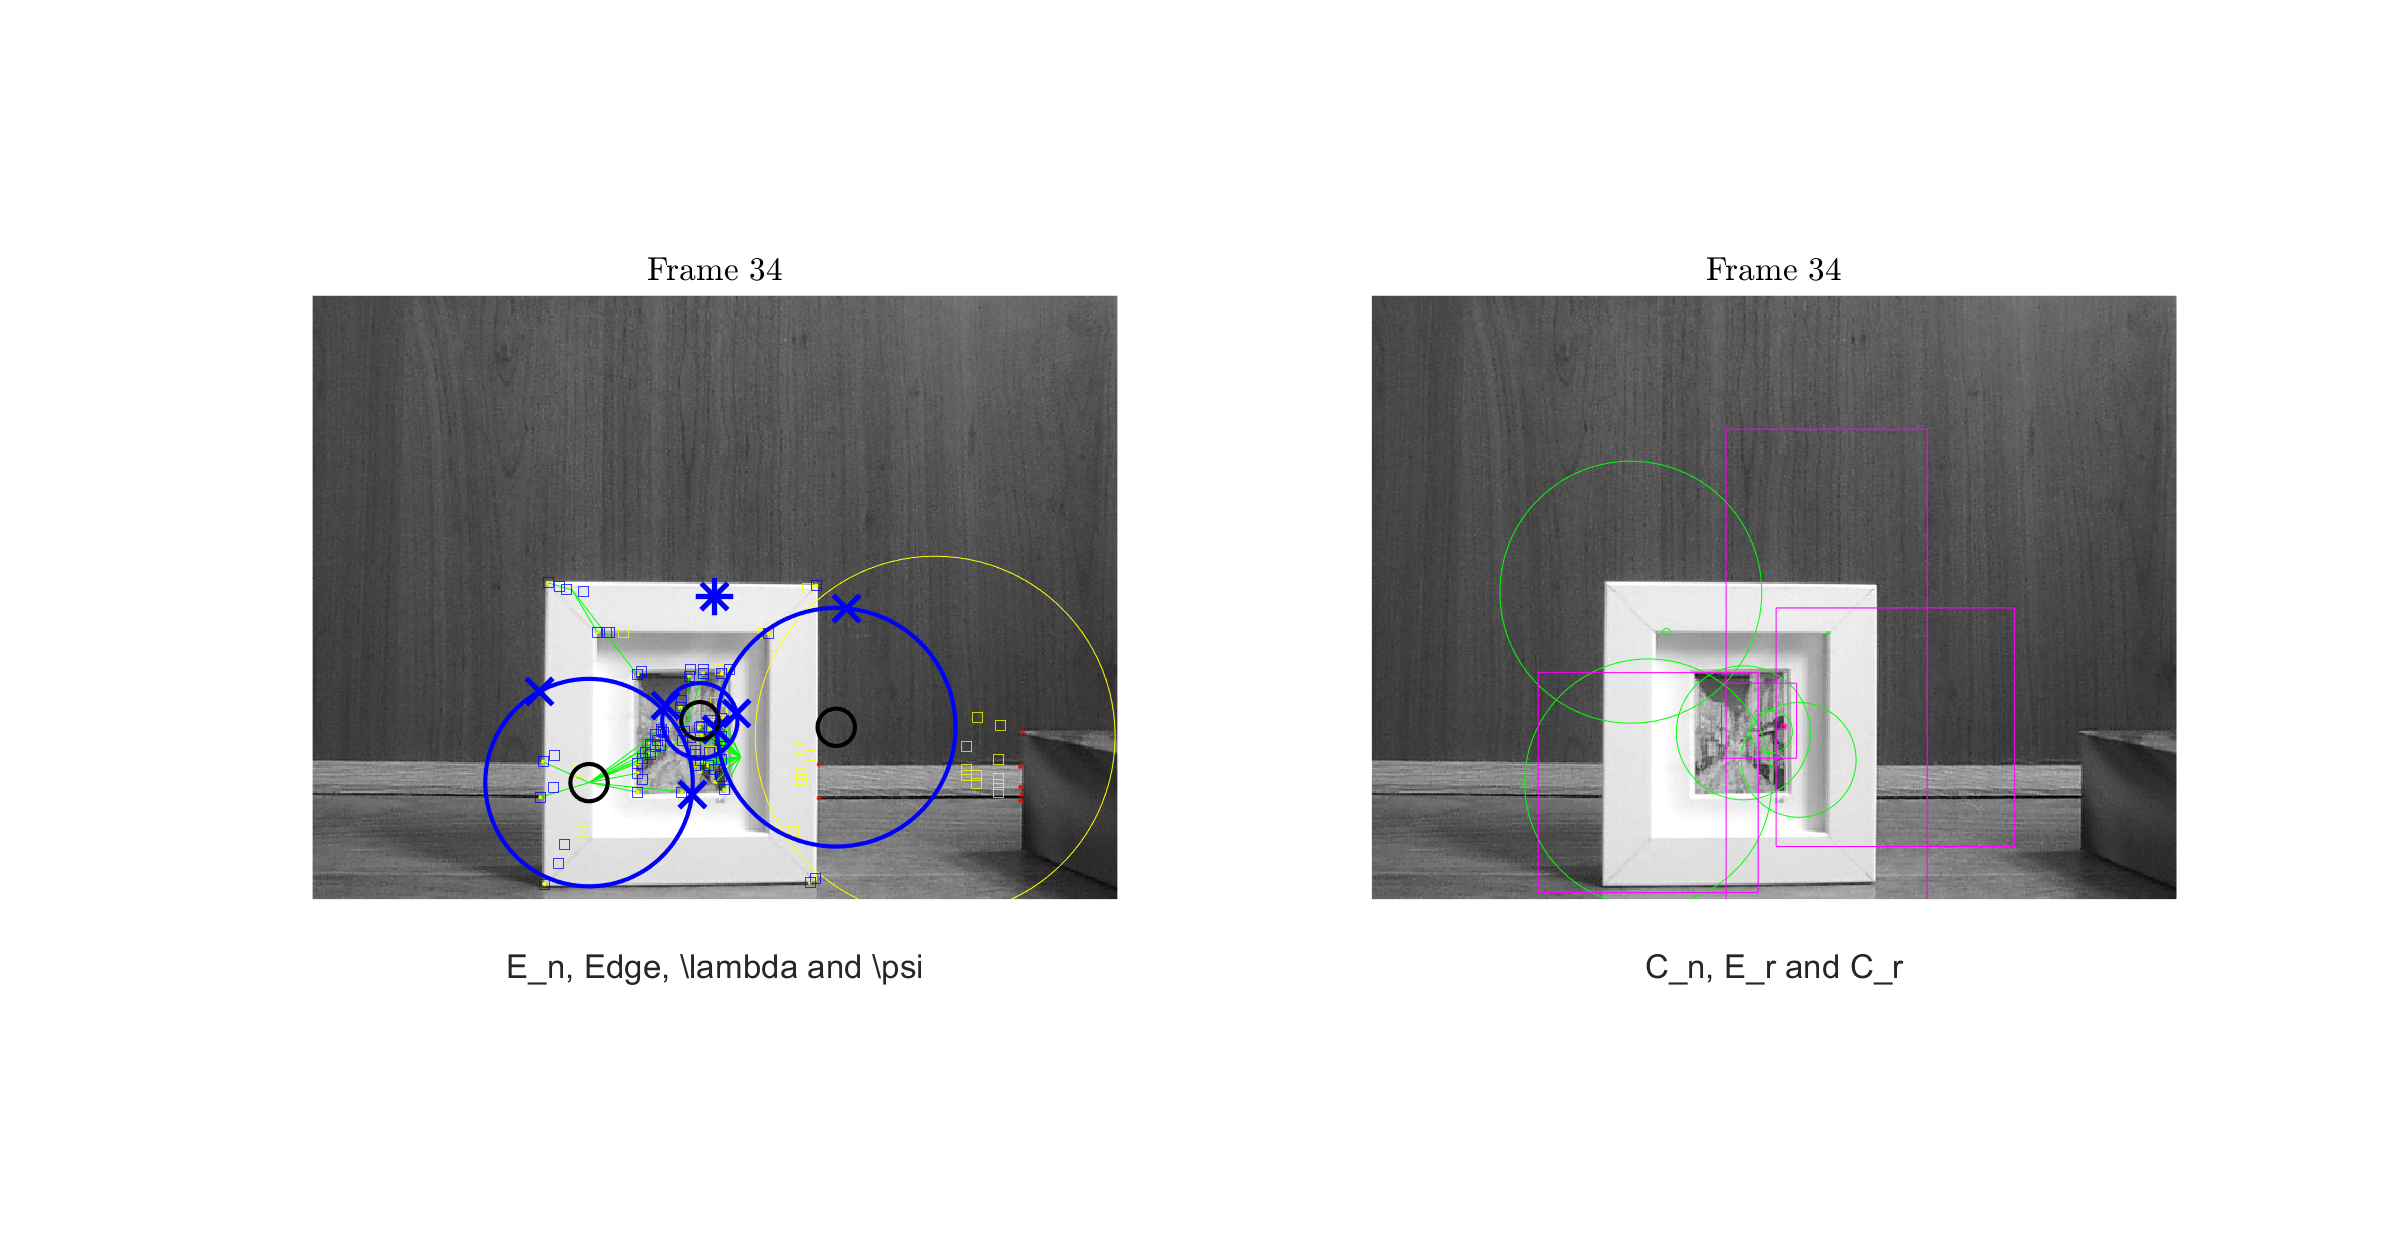 Frame 34
Frame 34
E_n, Edge, \lambda and \psi
C_n, E_r and C_r